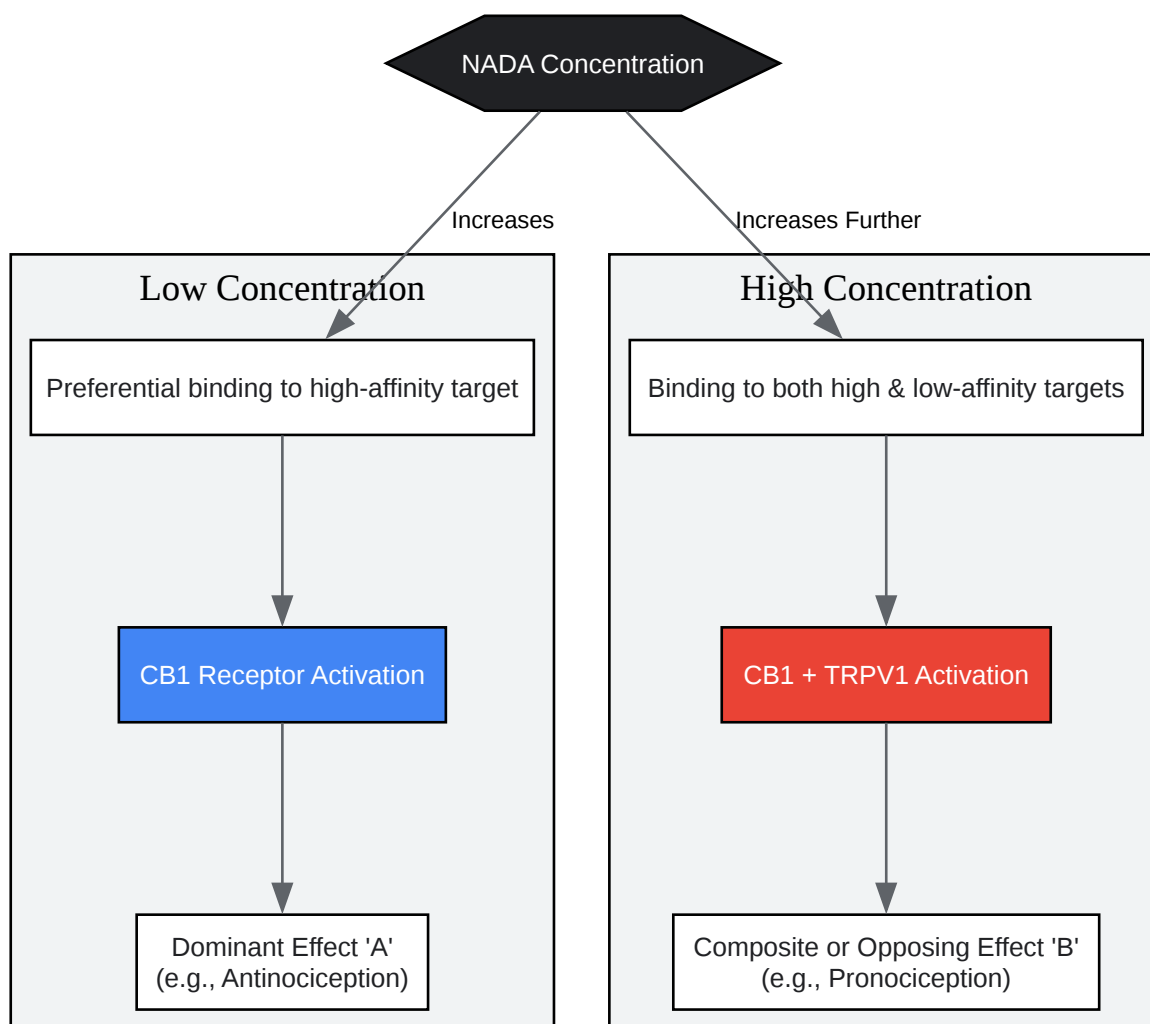 NADA Concentration
Increases
Increases Further
Low Concentration
Preferential binding to high-affinity target
CB1 Receptor Activation
Dominant Effect 'A'
(e.g., Antinociception)
High Concentration
Binding to both high & low-affinity targets
CB1 + TRPV1 Activation
Composite or Opposing Effect 'B'
(e.g., Pronociception)